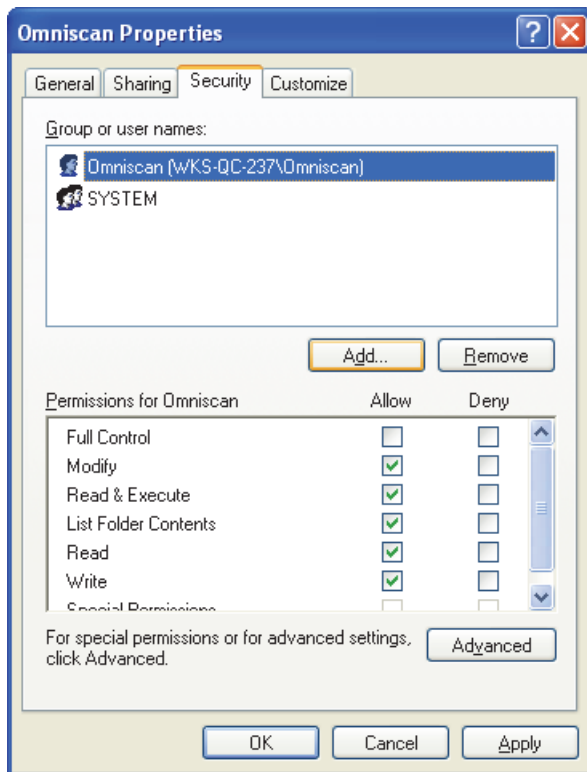 Omniscan Properties
General Sharing Security Customize
Group or user names:
Omniscan (WKS-QC-237\Omniscan)
SYSTEM
Add... Remove
Permissions for Omniscan Allow Deny
Full Control
Modify
Read & Execute
List Folder Contents
Read
Write
Special Permissions
For special permissions or for advanced settings,
click Advanced.
Advanced
OK Cancel Apply